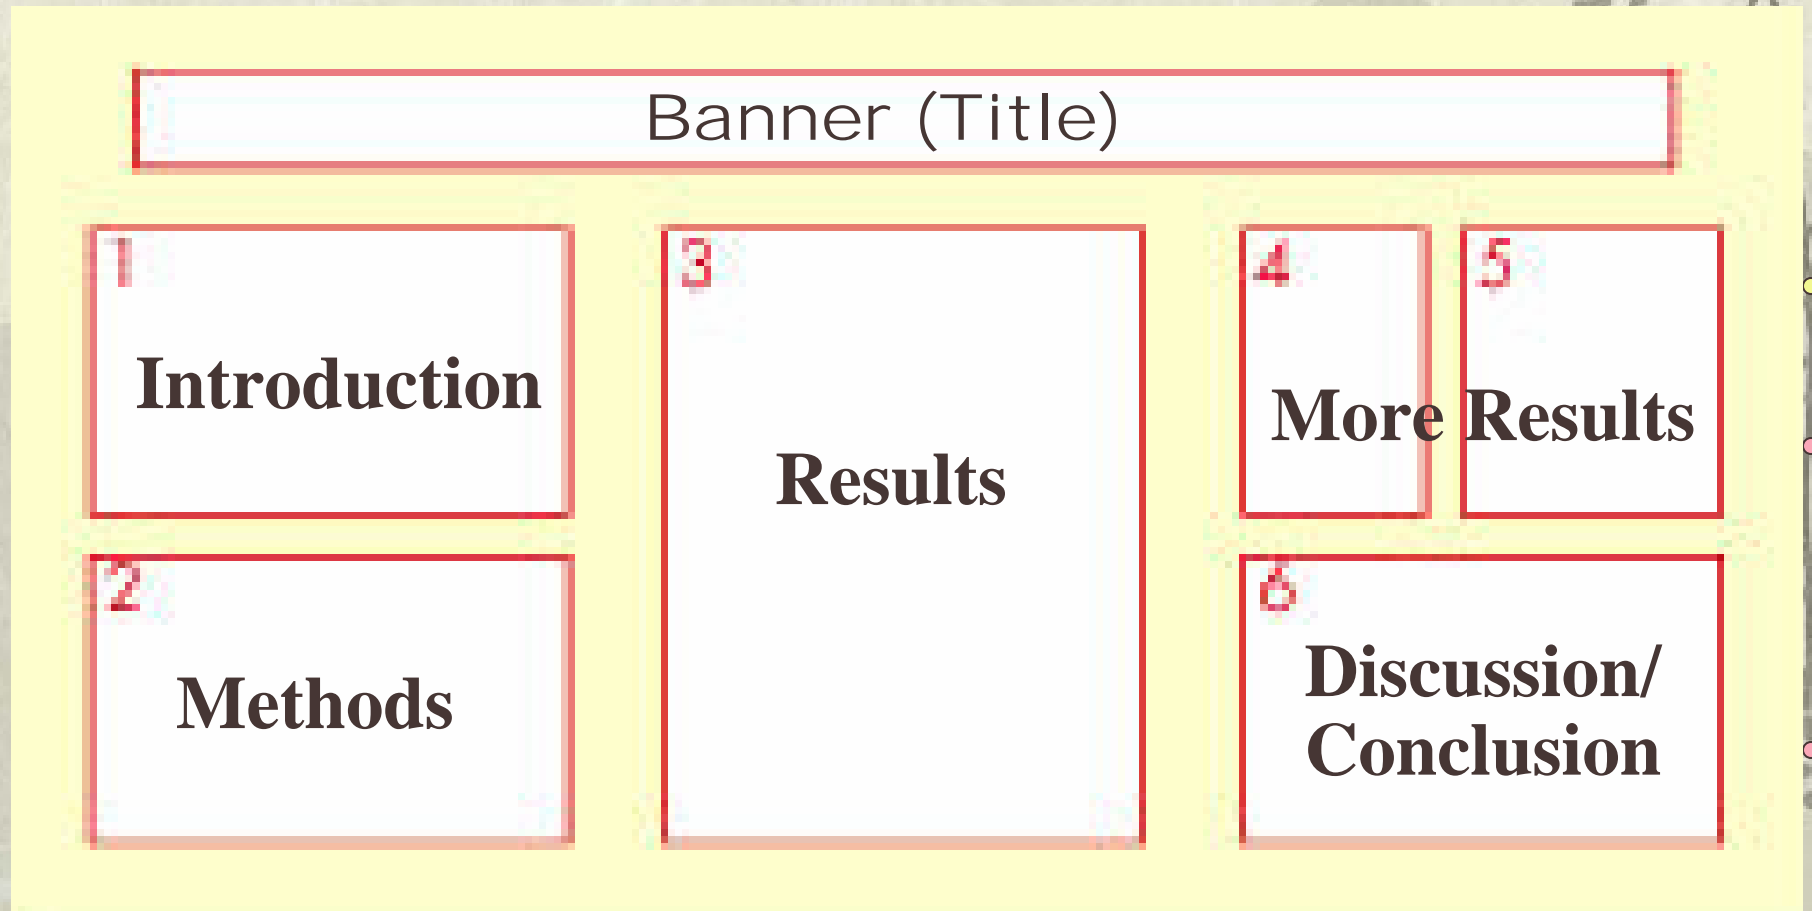 Banner (Title)
1
Introduction
2
Methods
3
Results
4
5
More Results
6
Discussion/
Conclusion